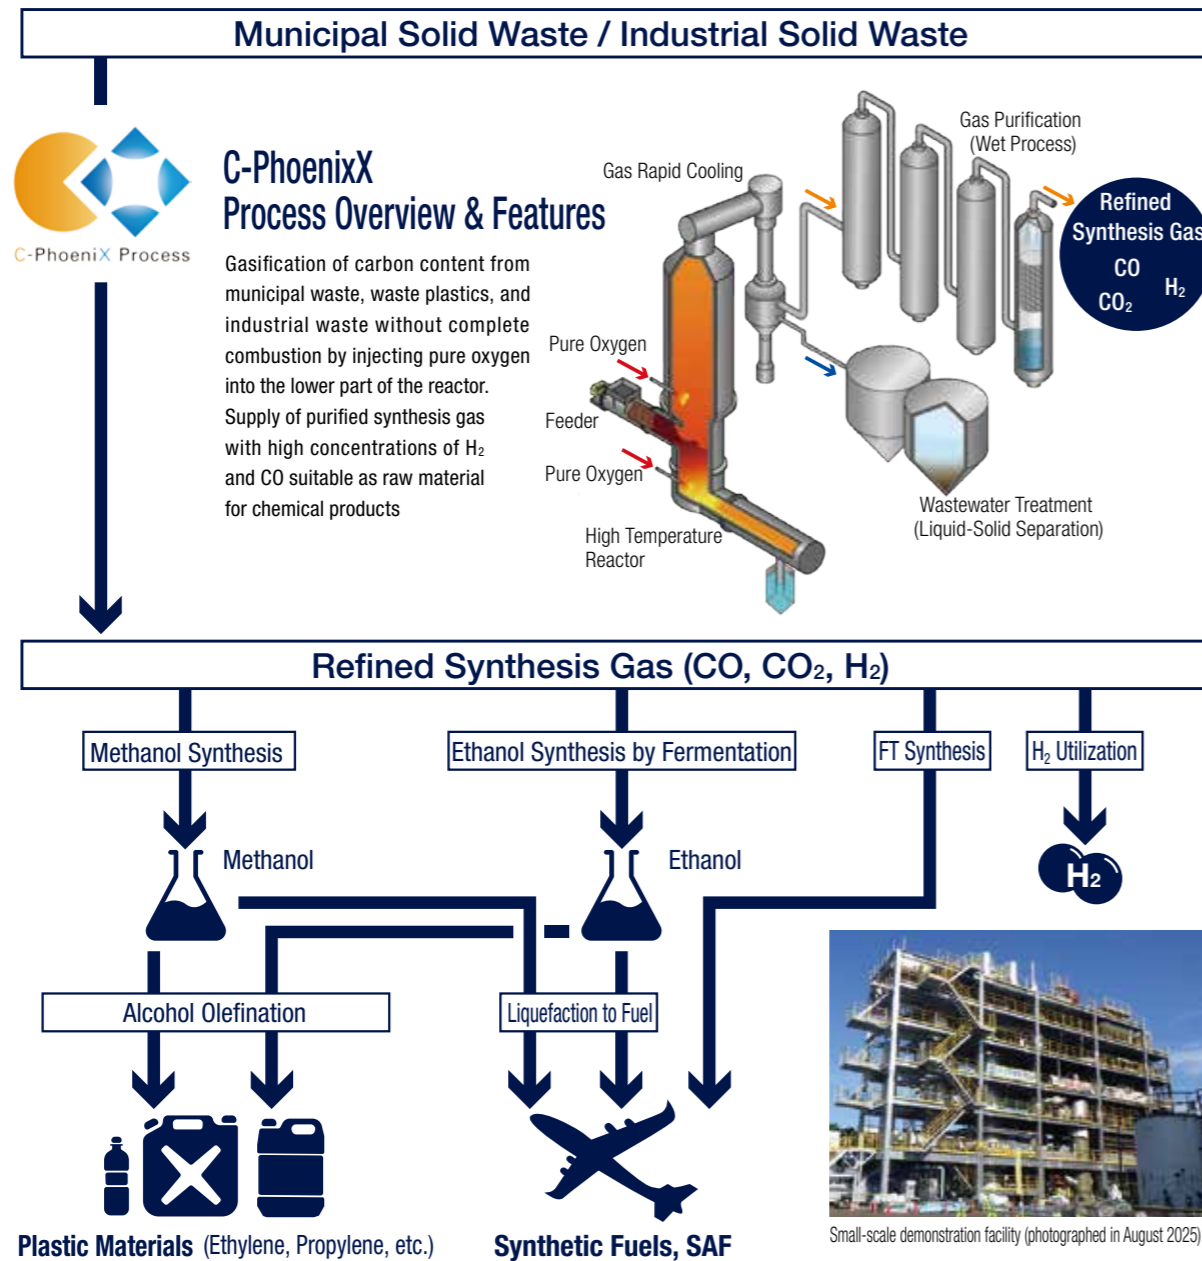 Municipal Solid Waste / Industrial Solid Waste
C-PhoeniX Process
C-PhoenixX
Process Overview & Features
Gasification of carbon content from
municipal waste, waste plastics, and
industrial waste without complete
combustion by injecting pure oxygen
into the lower part of the reactor.
Supply of purified synthesis gas
with high concentrations of H₂
and CO suitable as raw material
for chemical products
Gas Rapid Cooling
Gas Purification
(Wet Process)
Refined
Synthesis Gas
CO
CO₂
H₂
Pure Oxygen
Feeder
Pure Oxygen
High Temperature
Reactor
Wastewater Treatment
(Liquid-Solid Separation)
Refined Synthesis Gas (CO, CO₂, H₂)
Methanol Synthesis
Ethanol Synthesis by Fermentation
FT Synthesis
H₂ Utilization
Methanol
Ethanol
H₂
Alcohol Olefination
Liquefaction to Fuel
Plastic Materials (Ethylene, Propylene, etc.)
Synthetic Fuels, SAF
Small-scale demonstration facility (photographed in August 2025)